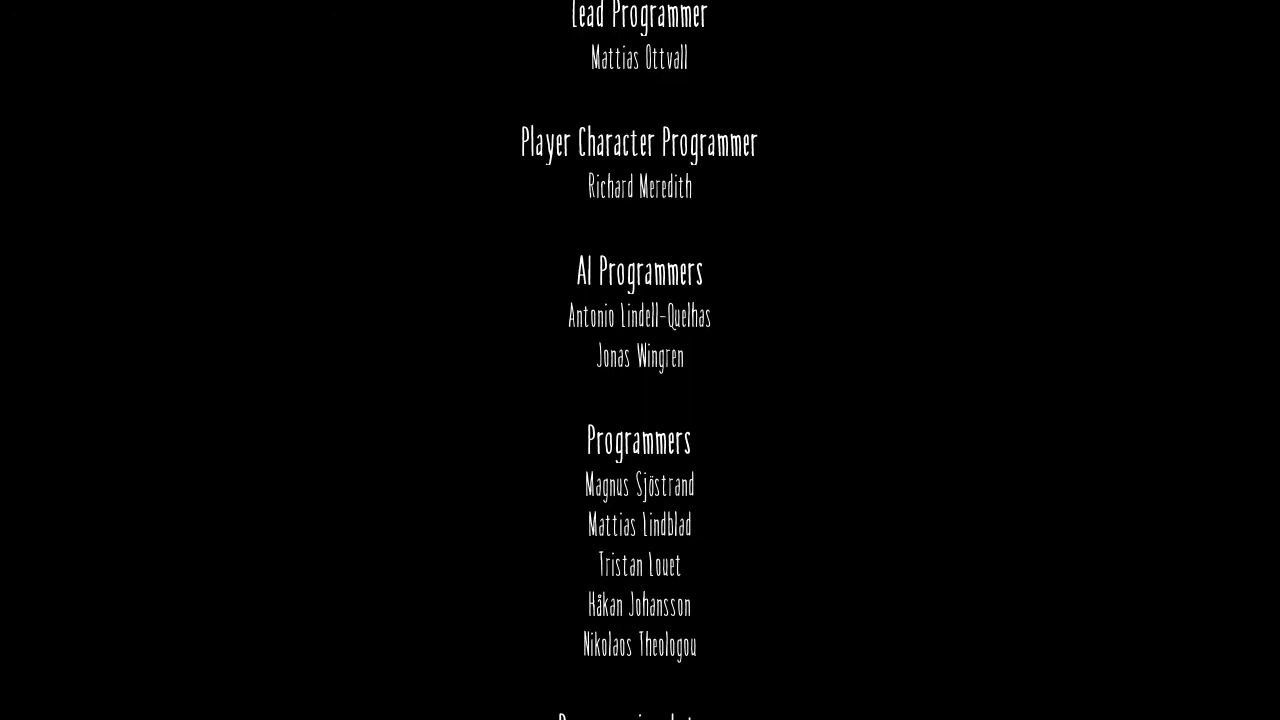 Lead Programmer
Mattias Ottvall
Player Character Programmer
Richard Meredith
AI Programmers
Antonio Lindell-Quelhas
Jonas Wingren
Programmers
Magnus Sjöstrand
Mattias Lindblad
Tristan Louet
Håkan Johansson
Nikolaos Theologou